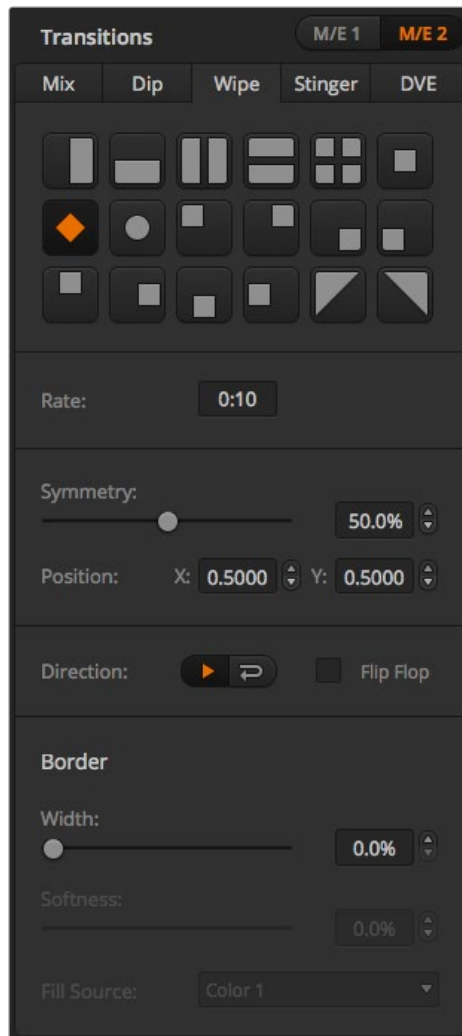 Transitions M/E 1 M/E 2
Mix Dip Wipe Stinger DVE
Rate: 0:10
Symmetry:
50.0%
Position: X: 0.5000 Y: 0.5000
Direction: Flip Flop
Border
Width:
0.0%
Softness:
0.0%
Fill Source: Color 1